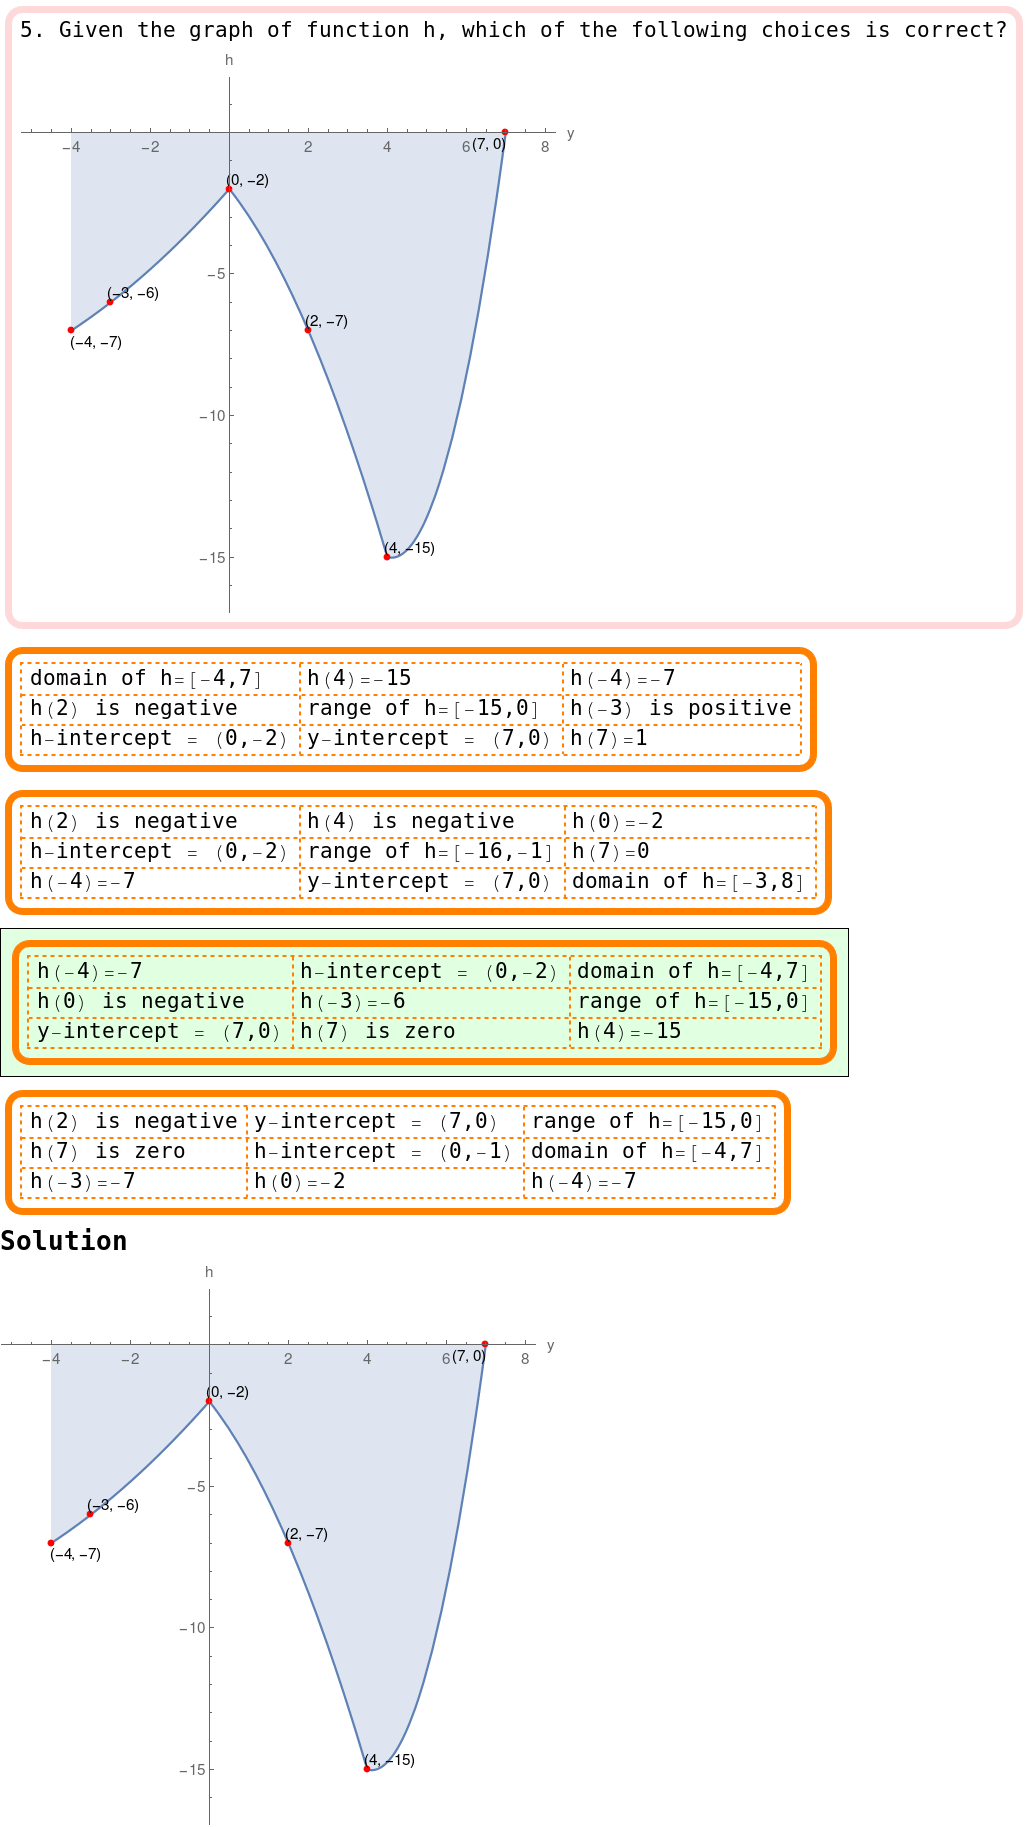 5. Given the graph of function h, which of the following choices is correct?
h
y
−4 −2 2 4 6 8
(7, 0)
(0, −2)
−5
(−3, −6)
(2, −7)
(−4, −7)
−10
(4, −15)
−15
domain of h=[−4,7] h(4)=−15 h(−4)=−7
h(2) is negative range of h=[−15,0] h(−3) is positive
h−intercept = (0,−2) y−intercept = (7,0) h(7)=1
h(2) is negative h(4) is negative h(0)=−2
h−intercept = (0,−2) range of h=[−16,−1] h(7)=0
h(−4)=−7 y−intercept = (7,0) domain of h=[−3,8]
h(−4)=−7 h−intercept = (0,−2) domain of h=[−4,7]
h(0) is negative h(−3)=−6 range of h=[−15,0]
y−intercept = (7,0) h(7) is zero h(4)=−15
h(2) is negative y−intercept = (7,0) range of h=[−15,0]
h(7) is zero h−intercept = (0,−1) domain of h=[−4,7]
h(−3)=−7 h(0)=−2 h(−4)=−7
Solution
h
y
−4 −2 2 4 6 8
(7, 0)
(0, −2)
−5
(−3, −6)
(2, −7)
(−4, −7)
−10
(4, −15)
−15